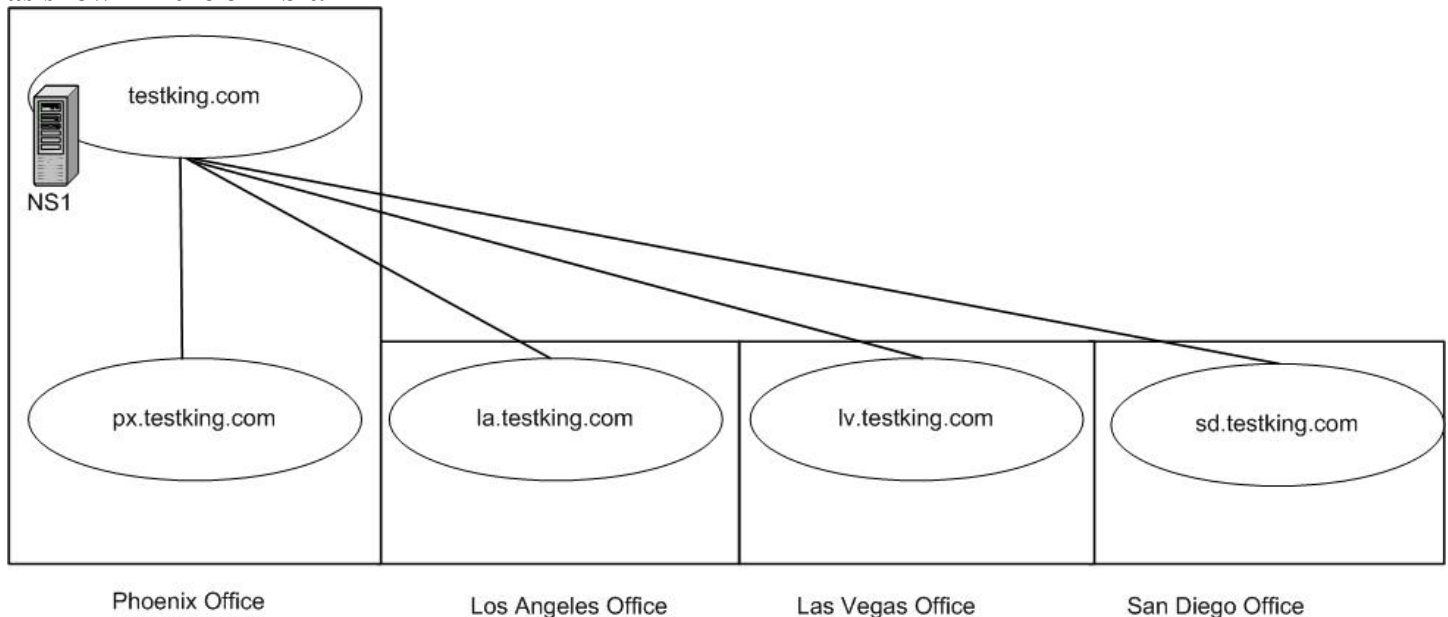 testking.com
NS1
px.testking.com
la.testking.com
lv.testking.com
sd.testking.com
Phoenix Office
Los Angeles Office
Las Vegas Office
San Diego Office